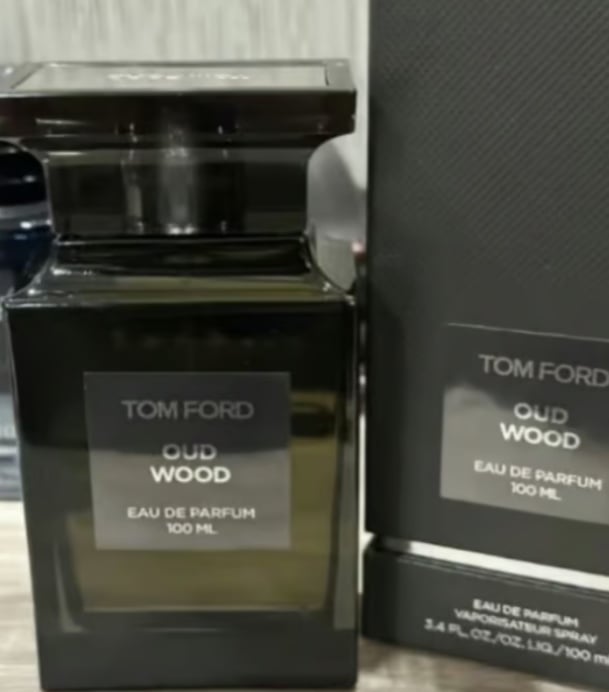 TOM FORD
OUD
WOOD
EAU DE PARFUM
100 ML
TOM FORD
OUD
WOOD
EAU DE PARFUM
100 ML
EAU DE PARFUM
VAPORISATEUR SPRAY
3.4 FL.OZ./OZ. LIQ./100 ml